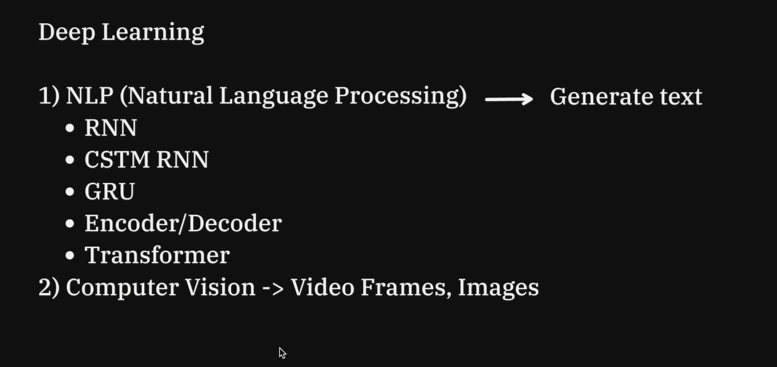 Deep Learning
1) NLP (Natural Language Processing) ⟶ Generate text
• RNN
• CSTM RNN
• GRU
• Encoder/Decoder
• Transformer
2) Computer Vision -> Video Frames, Images